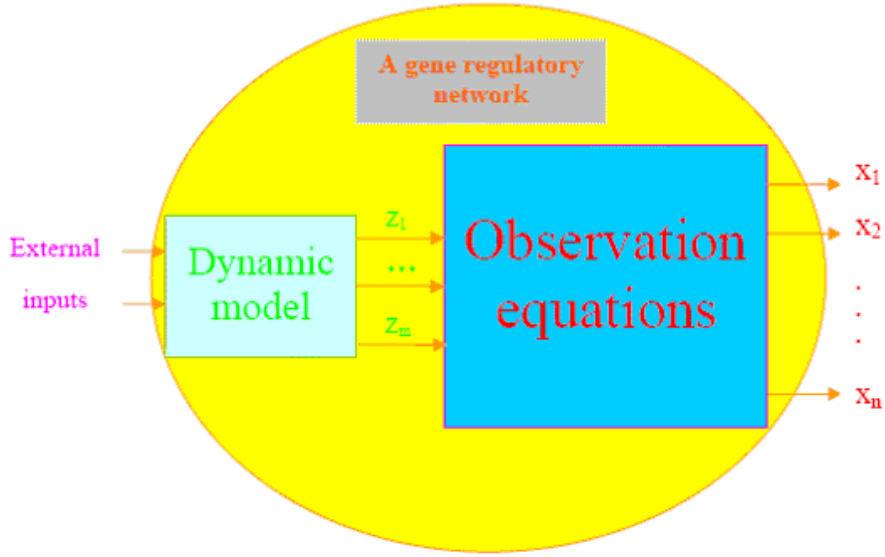 A gene regulatory
network
External
inputs
Dynamic
model
z₁
...
zₘ
Observation
equations
x₁
x₂
.
.
.
xₙ